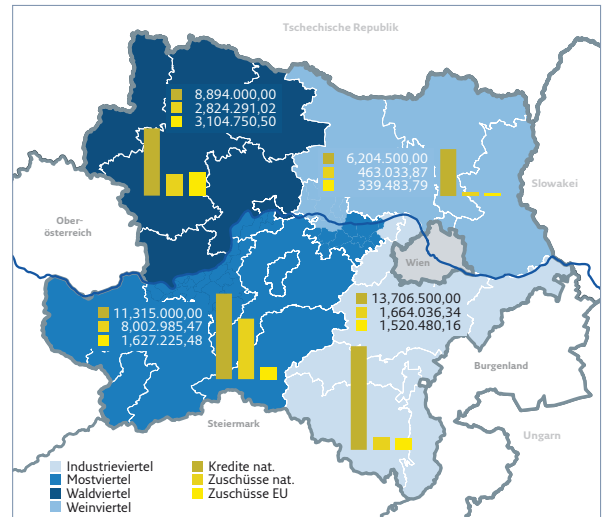 Tschechische Republik
8,894.000,00
2,824.291,02
3,104.750,50
6,204.500,00
463.033,87
339.483,79
Slowakei
Ober-
österreich
Wien
11,315.000,00
8,002.985,47
1,627.225,48
13,706.500,00
1,664.036,34
1,520.480,16
Burgenland
Steiermark
Ungarn
Industrieviertel
Mostviertel
Waldviertel
Weinviertel
Kredite nat.
Zuschüsse nat.
Zuschüsse EU